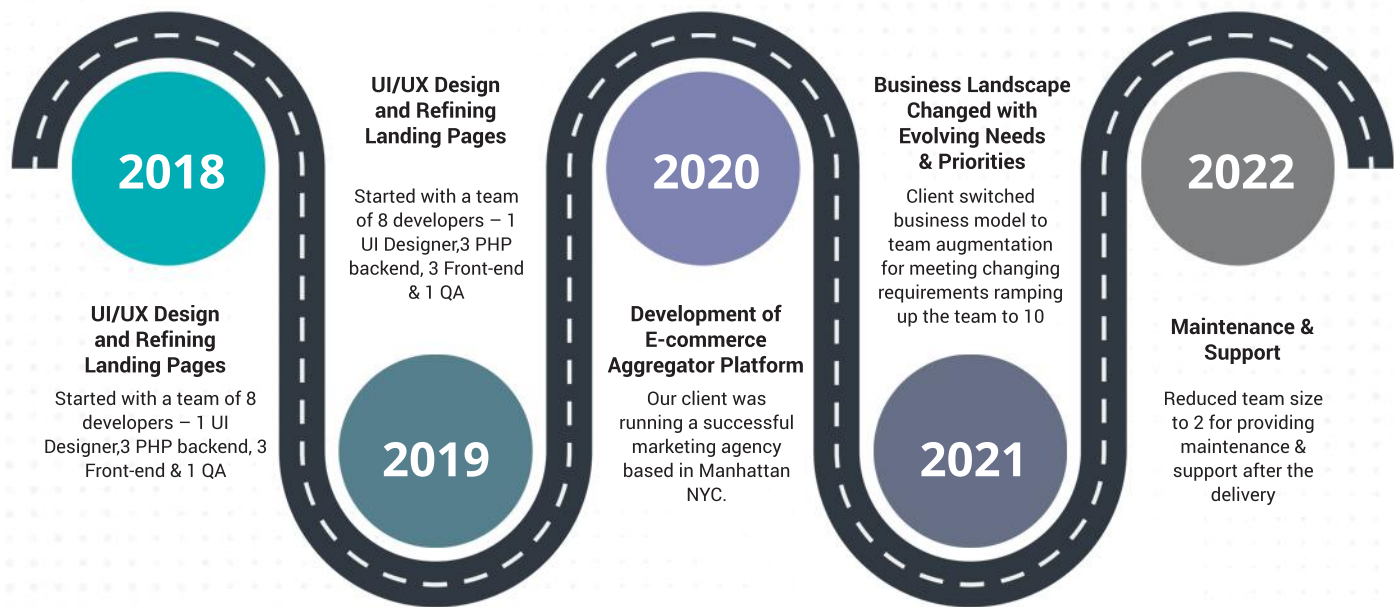 2018
UI/UX Design
and Refining
Landing Pages
Started with a team of 8
developers – 1 UI
Designer,3 PHP backend, 3
Front-end & 1 QA
UI/UX Design
and Refining
Landing Pages
Started with a team
of 8 developers – 1
UI Designer,3 PHP
backend, 3 Front-end
& 1 QA
2019
2020
Development of
E-commerce
Aggregator Platform
Our client was
running a successful
marketing agency
based in Manhattan
NYC.
Business Landscape
Changed with
Evolving Needs
& Priorities
Client switched
business model to
team augmentation
for meeting changing
requirements ramping
up the team to 10
2021
2022
Maintenance &
Support
Reduced team size
to 2 for providing
maintenance &
support after the
delivery